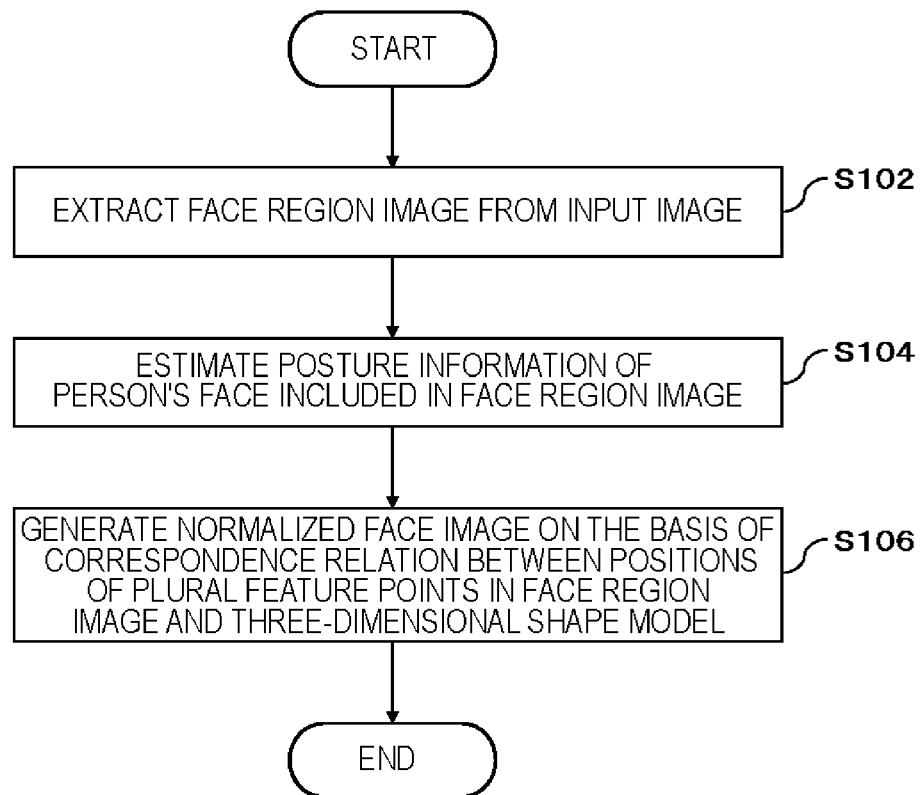 START
EXTRACT FACE REGION IMAGE FROM INPUT IMAGE
S102
ESTIMATE POSTURE INFORMATION OF
PERSON'S FACE INCLUDED IN FACE REGION IMAGE
S104
GENERATE NORMALIZED FACE IMAGE ON THE BASIS OF
CORRESPONDENCE RELATION BETWEEN POSITIONS
OF PLURAL FEATURE POINTS IN FACE REGION
IMAGE AND THREE-DIMENSIONAL SHAPE MODEL
S106
END